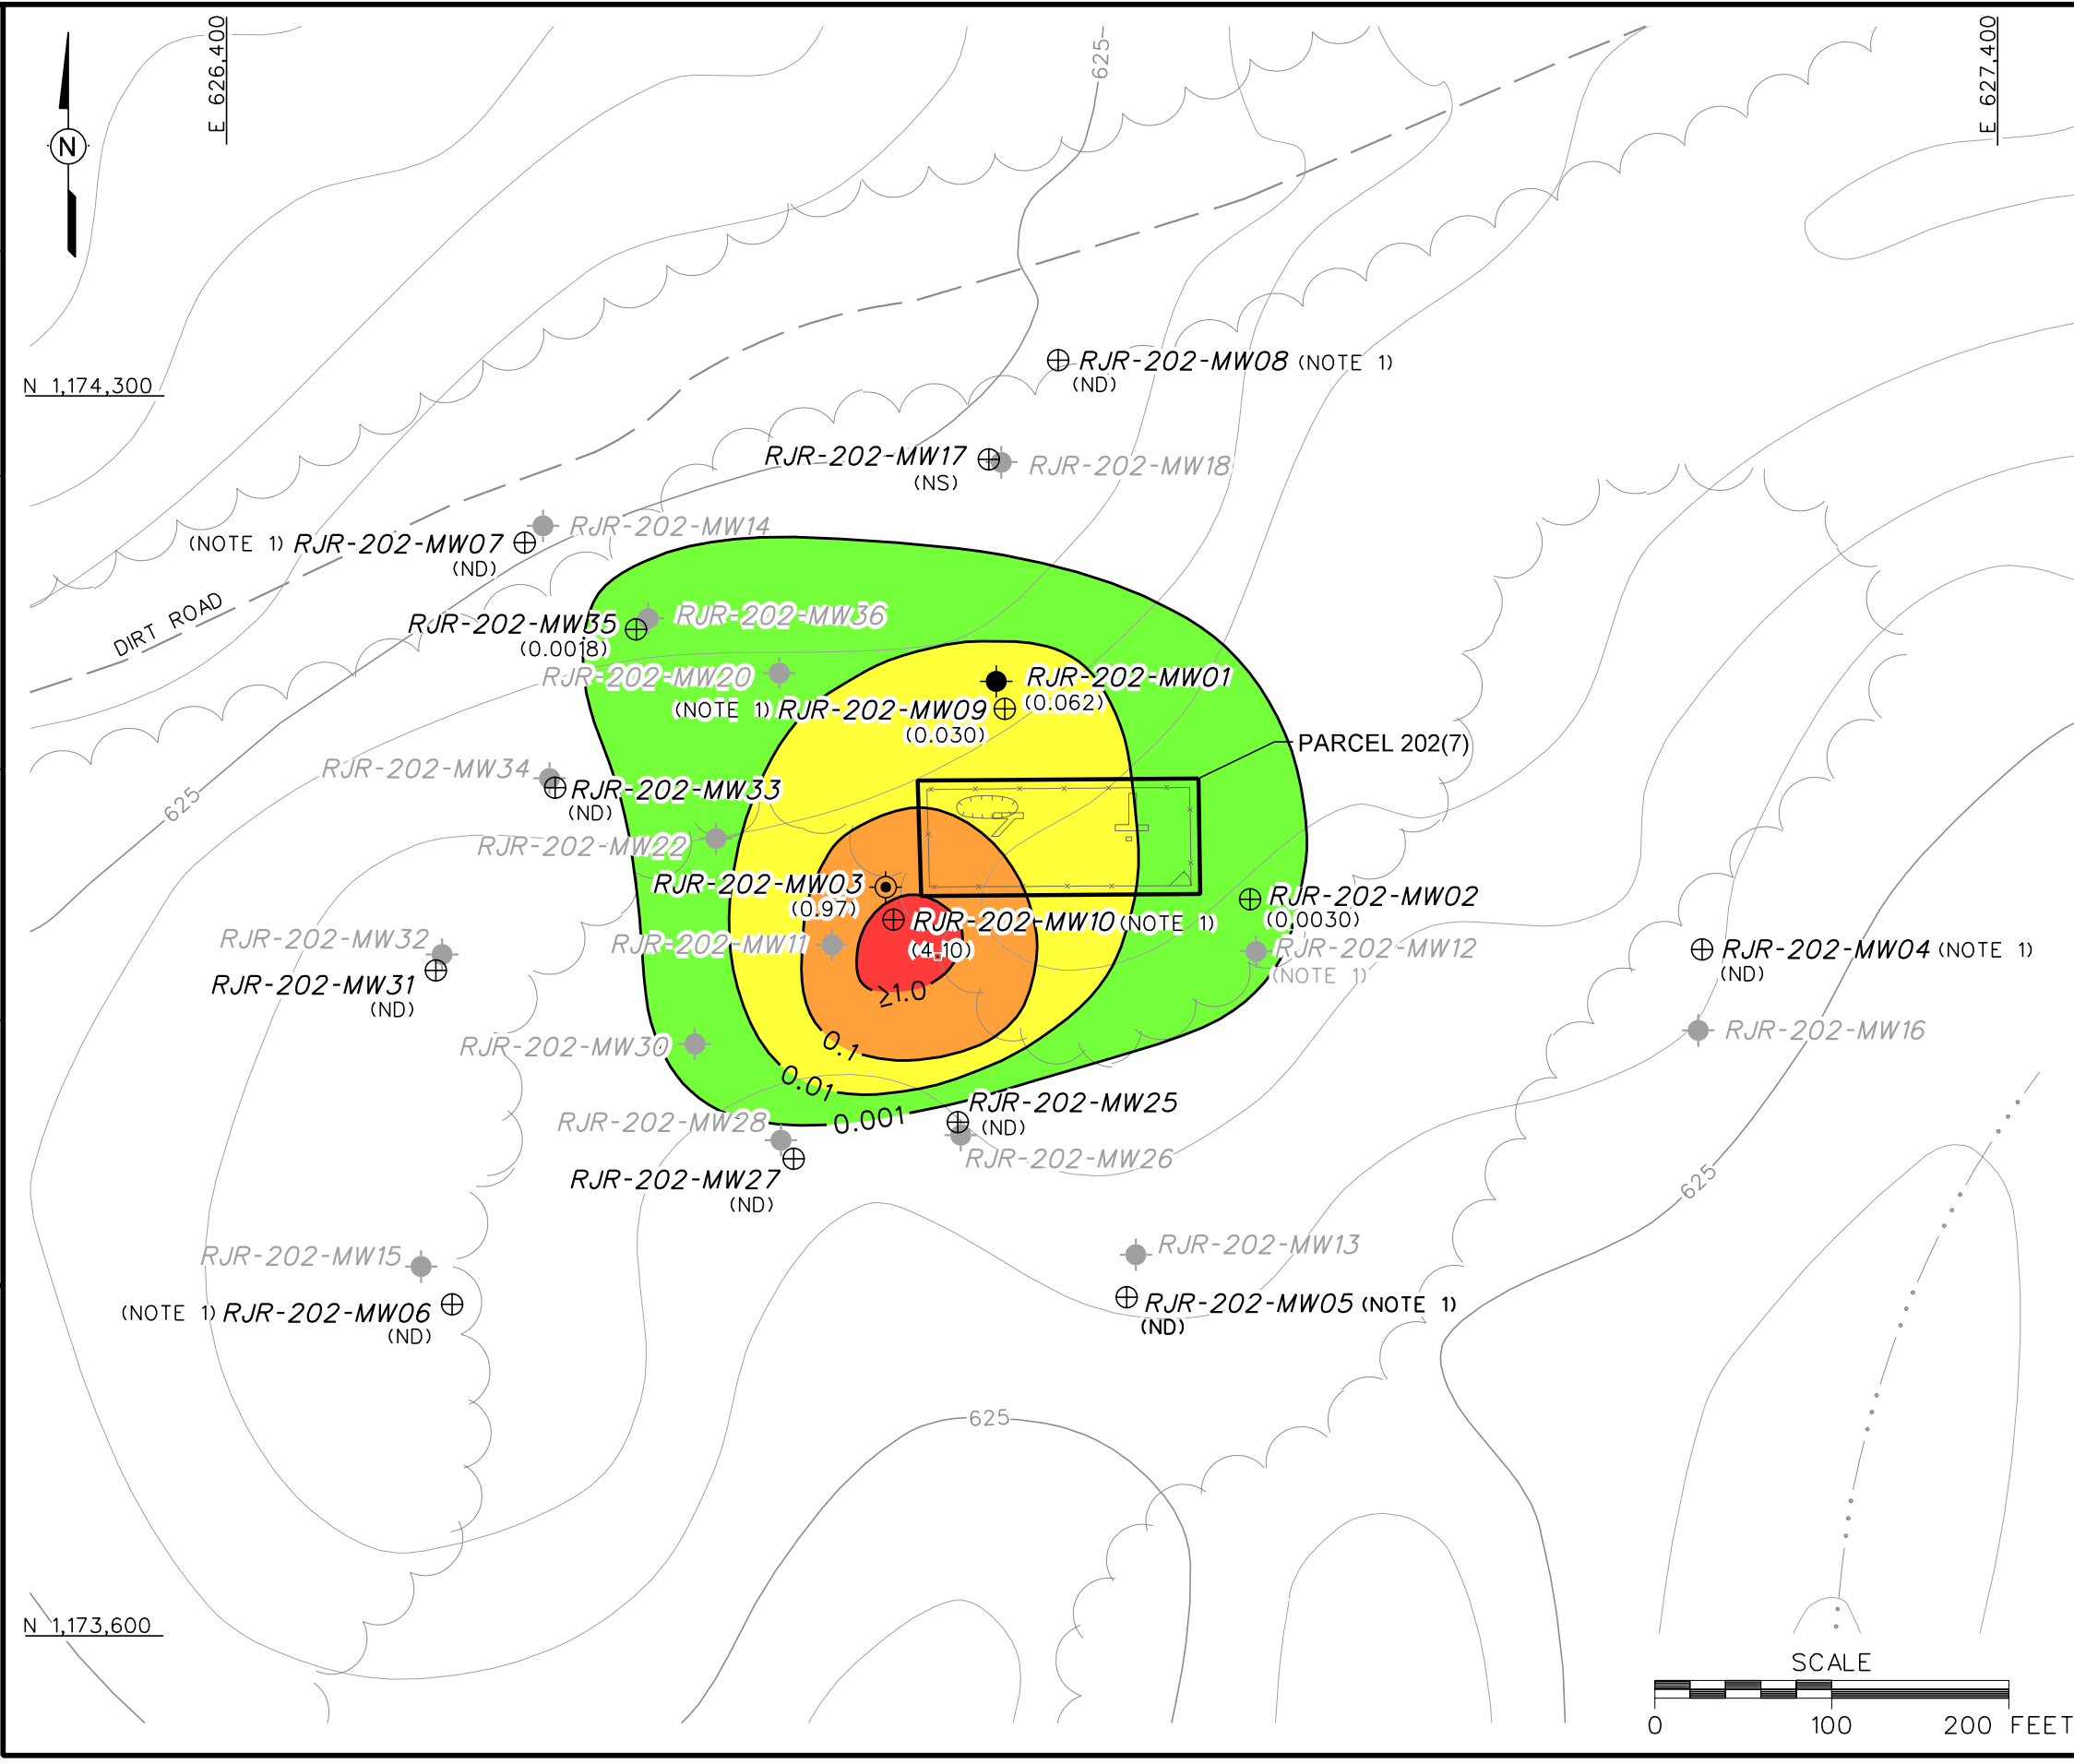 E 626,400
625
E 627,400
N
RJR-202-MW08 (NOTE 1)
(ND)
N 1,174,300
RJR-202-MW17
(NS)
RJR-202-MW18
RJR-202-MW14
(NOTE 1) RJR-202-MW07
(ND)
DIRT ROAD
RJR-202-MW36
RJR-202-MW35
(0.0018)
RJR-202-MW20
RJR-202-MW01
(0.062)
(NOTE 1) RJR-202-MW09
(0.030)
PARCEL 202(7)
RJR-202-MW34
RJR-202-MW33
(ND)
625
RJR-202-MW22
RJR-202-MW03
(0.97)
RJR-202-MW02
(0.0030)
RJR-202-MW10 (NOTE 1)
(4.10)
RJR-202-MW32
RJR-202-MW11
RJR-202-MW12
(NOTE 1)
RJR-202-MW04 (NOTE 1)
(ND)
RJR-202-MW31
(ND)
≥1.0
RJR-202-MW16
RJR-202-MW30
0.1
0.01
0.001
RJR-202-MW25
(ND)
RJR-202-MW28
RJR-202-MW26
RJR-202-MW27
(ND)
625
RJR-202-MW15
RJR-202-MW13
(NOTE 1) RJR-202-MW06
(ND)
RJR-202-MW05 (NOTE 1)
(ND)
625
N 1,173,600
SCALE
0 100 200 FEET